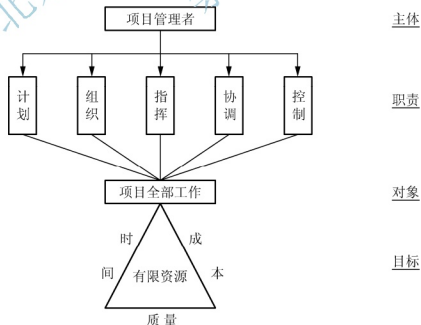 项目管理者 主体
计划 组织 指挥 协调 控制 职责
项目全部工作 对象
时间 成本 目标
有限资源
质量